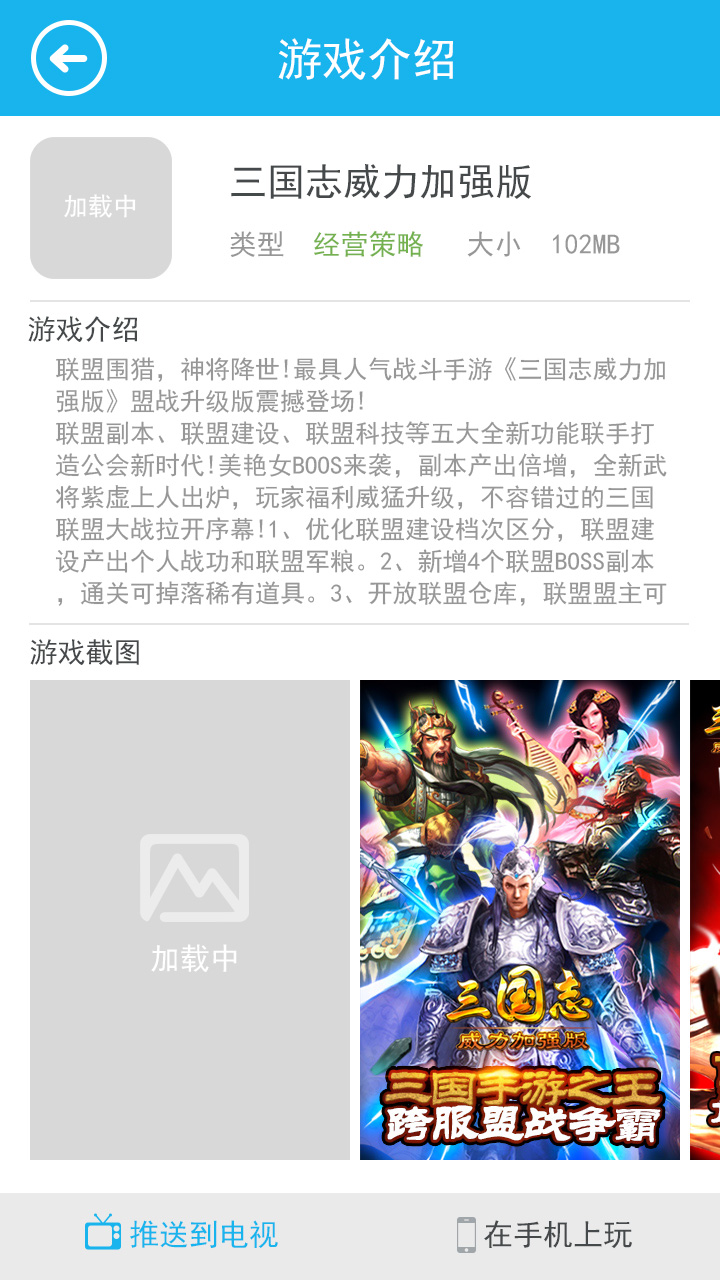 游戏介绍
加载中
三国志威力加强版
类型 经营策略 大小 102MB
游戏介绍
联盟围猎，神将降世!最具人气战斗手游《三国志威力加
强版》盟战升级版震撼登场!
联盟副本、联盟建设、联盟科技等五大全新功能联手打
造公会新时代!美艳女BOOS来袭，副本产出倍增，全新武
将紫虚上人出炉，玩家福利威猛升级，不容错过的三国
联盟大战拉开序幕!1、优化联盟建设档次区分，联盟建
设产出个人战功和联盟军粮。2、新增4个联盟BOSS副本
，通关可掉落稀有道具。3、开放联盟仓库，联盟盟主可
游戏截图
加载中
三国志
威力加强版
三国手游之王
跨服盟战争霸
推送到电视
在手机上玩